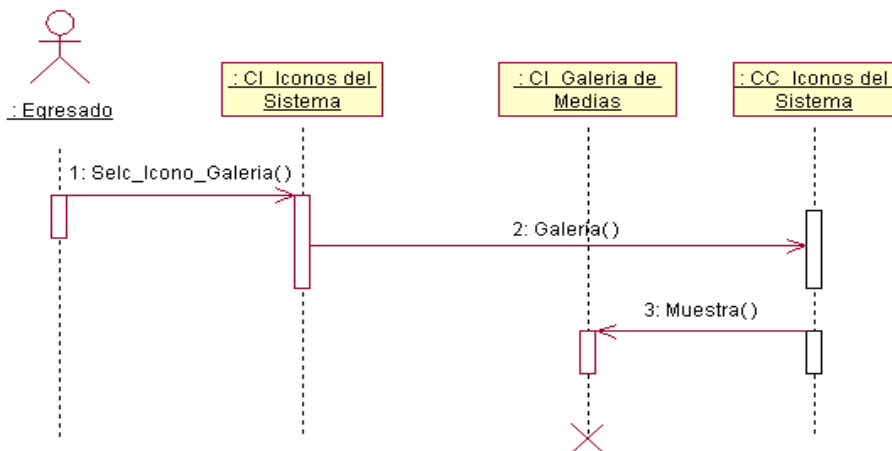 : Egresado
: CI_Iconos del
Sistema
: CI_Galeria de
Medias
: CC_Iconos del
Sistema
1: Selc_Icono_Galeria( )
2: Galeria( )
3: Muestra( )